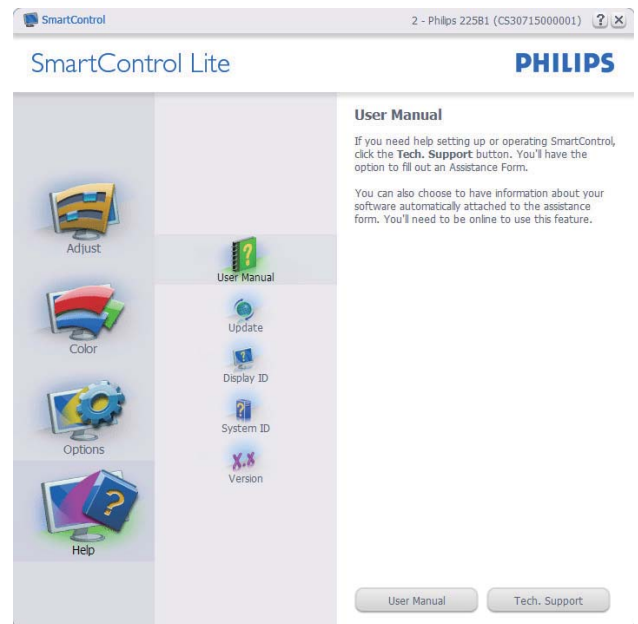 SmartControl
2 - Philips 225B1 (CS30715000001)
?
X
SmartControl Lite
PHILIPS
Adjust
Color
Options
Help
User Manual
Update
Display ID
System ID
X.X
Version
User Manual
If you need help setting up or operating SmartControl,
click the Tech. Support button. You'll have the
option to fill out an Assistance Form.
You can also choose to have information about your
software automatically attached to the assistance
form. You'll need to be online to use this feature.
User Manual
Tech. Support